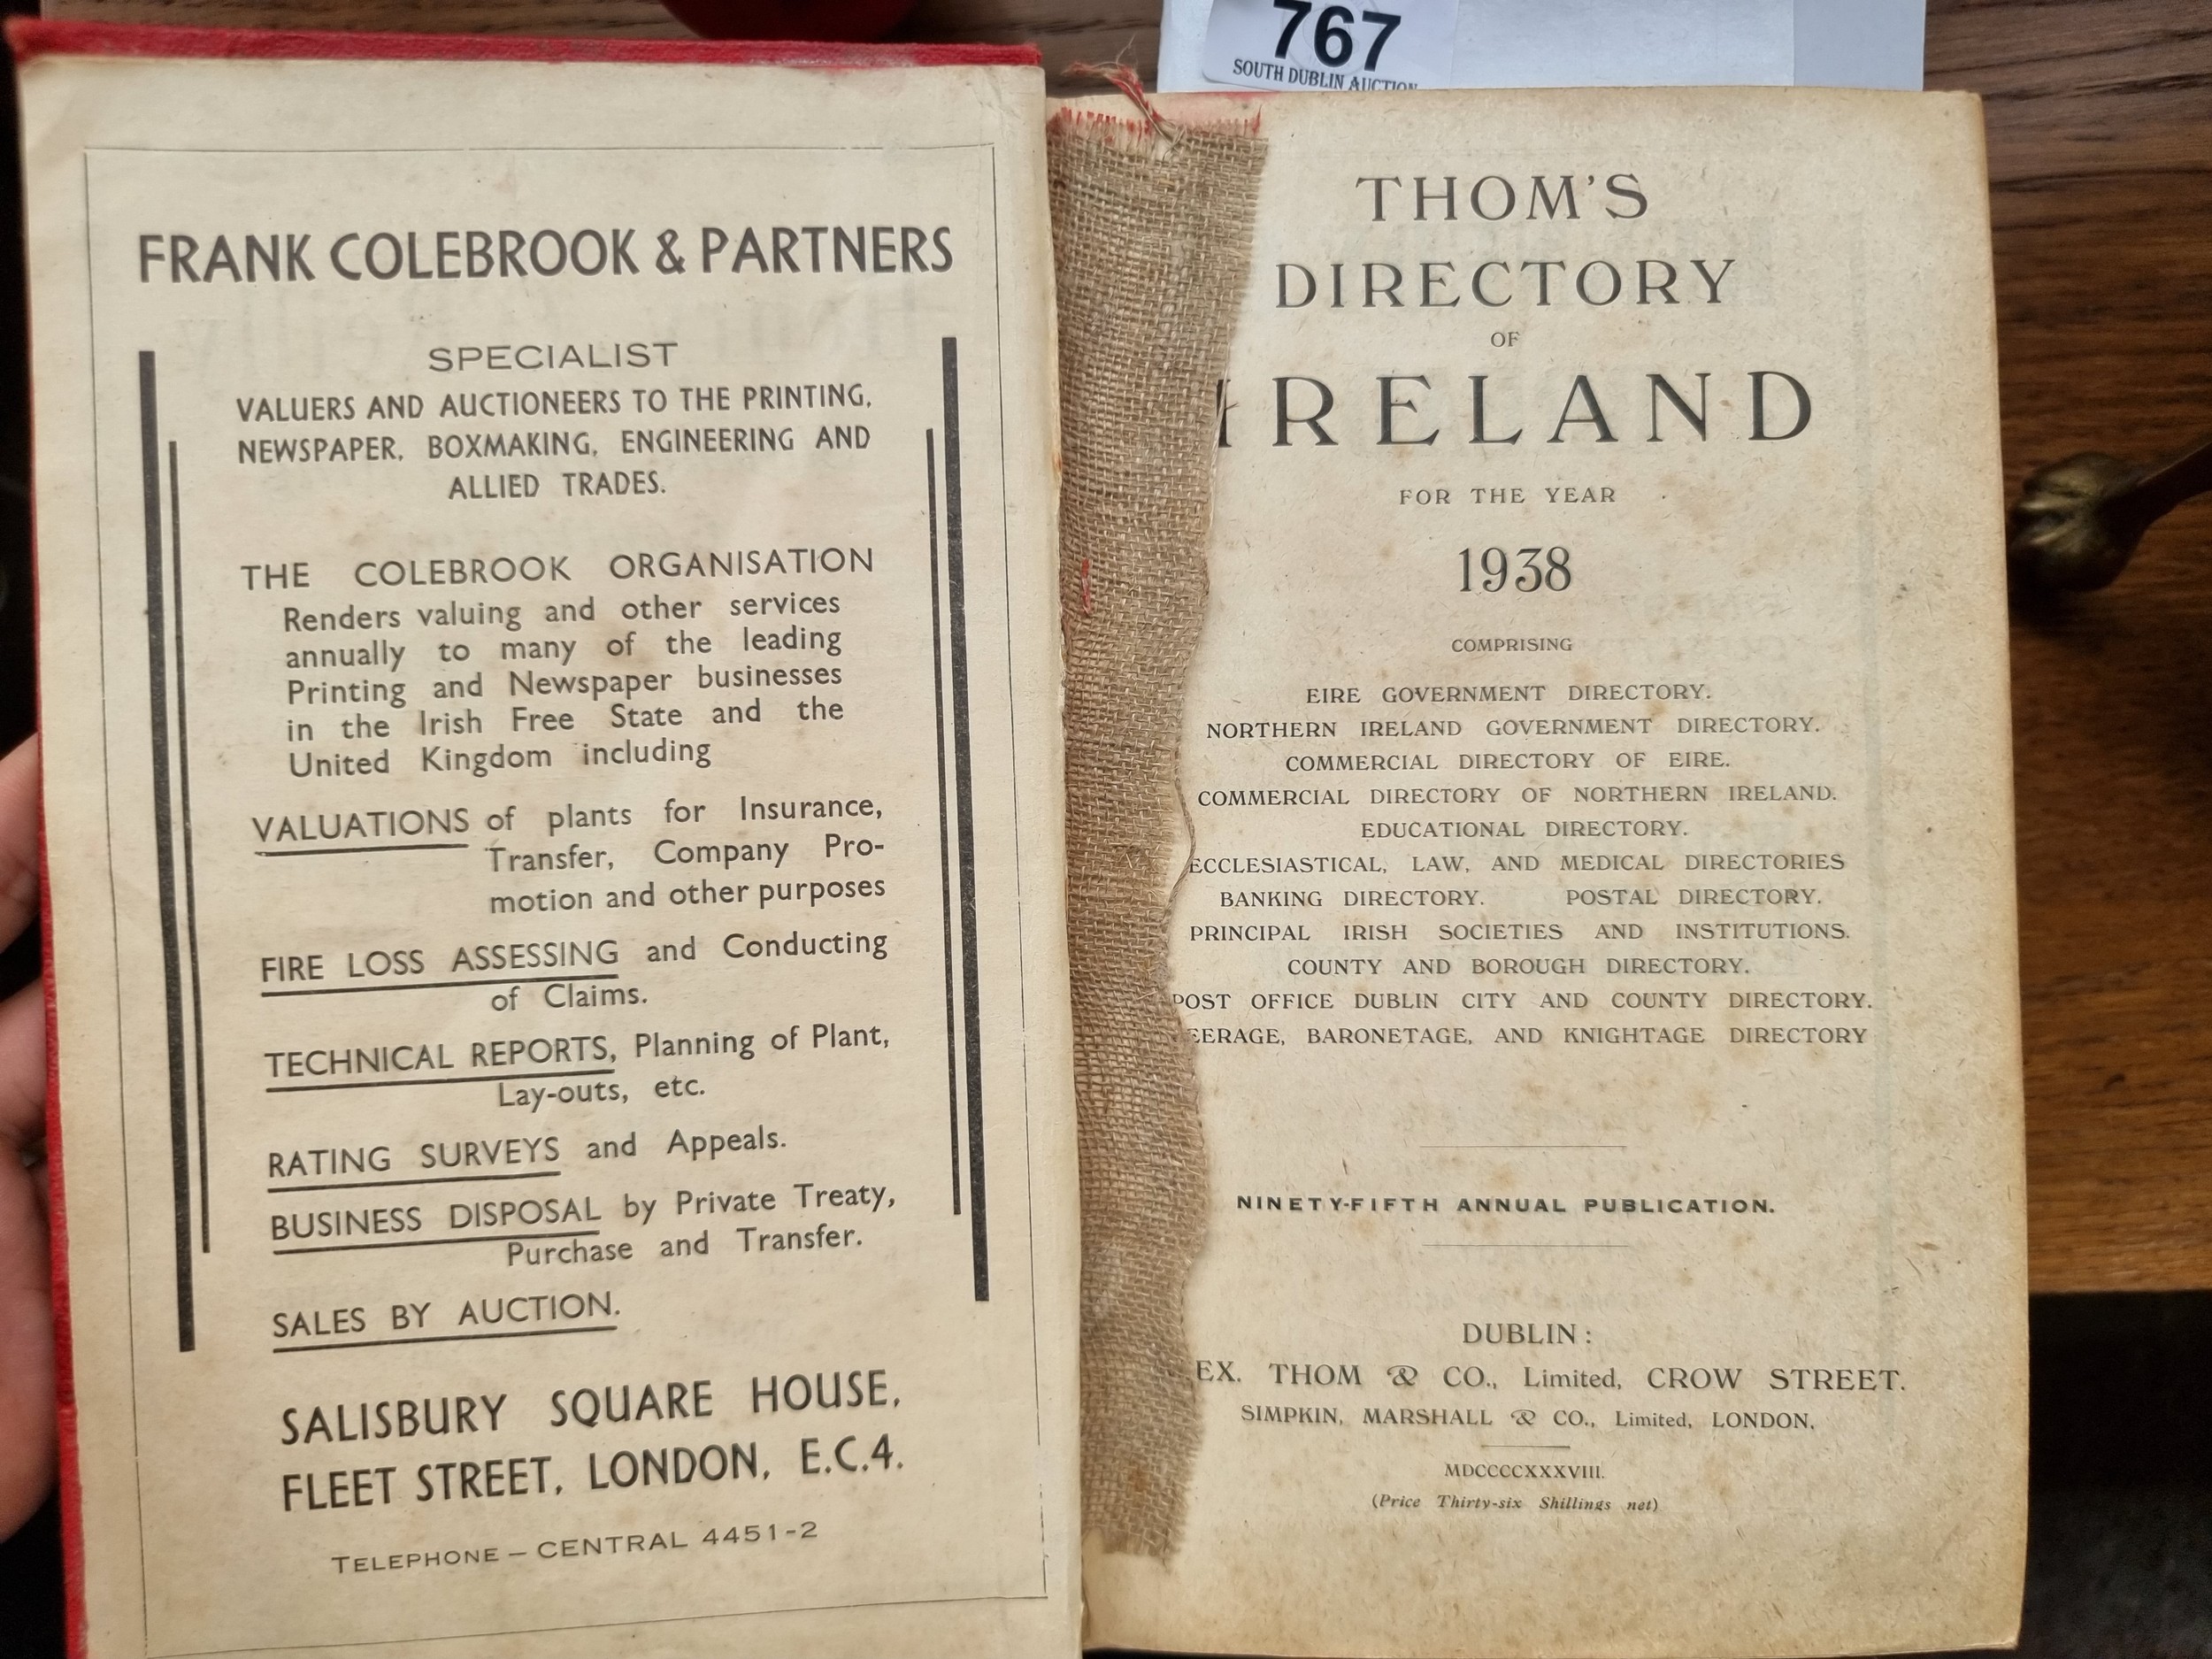 FRANK COLEBROOK & PARTNERS
SPECIALIST
VALUERS AND AUCTIONEERS TO THE PRINTING,
NEWSPAPER, BOXMAKING, ENGINEERING AND
ALLIED TRADES.
THE COLEBROOK ORGANISATION
Renders valuing and other services
annually to many of the leading
Printing and Newspaper businesses
in the Irish Free State and the
United Kingdom including
VALUATIONS of plants for Insurance,
Transfer, Company Pro-
motion and other purposes
FIRE LOSS ASSESSING and Conducting
of Claims.
TECHNICAL REPORTS, Planning of Plant,
Lay-outs, etc.
RATING SURVEYS and Appeals.
BUSINESS DISPOSAL by Private Treaty,
Purchase and Transfer.
SALES BY AUCTION.
SALISBURY SQUARE HOUSE,
FLEET STREET, LONDON, E.C.4.
TELEPHONE – CENTRAL 4451-2
767
SOUTH DUBLIN AUCTION
THOM'S
DIRECTORY
OF
IRELAND
FOR THE YEAR
1938
COMPRISING
EIRE GOVERNMENT DIRECTORY.
NORTHERN IRELAND GOVERNMENT DIRECTORY.
COMMERCIAL DIRECTORY OF EIRE.
COMMERCIAL DIRECTORY OF NORTHERN IRELAND.
EDUCATIONAL DIRECTORY.
ECCLESIASTICAL, LAW, AND MEDICAL DIRECTORIES
BANKING DIRECTORY. POSTAL DIRECTORY.
PRINCIPAL IRISH SOCIETIES AND INSTITUTIONS.
COUNTY AND BOROUGH DIRECTORY.
POST OFFICE DUBLIN CITY AND COUNTY DIRECTORY.
EERAGE, BARONETAGE, AND KNIGHTAGE DIRECTORY
NINETY-FIFTH ANNUAL PUBLICATION.
DUBLIN:
EX. THOM & CO., Limited, CROW STREET.
SIMPKIN, MARSHALL & CO., Limited, LONDON.
MDCCCCXXXVIII.
(Price Thirty-six Shillings net)